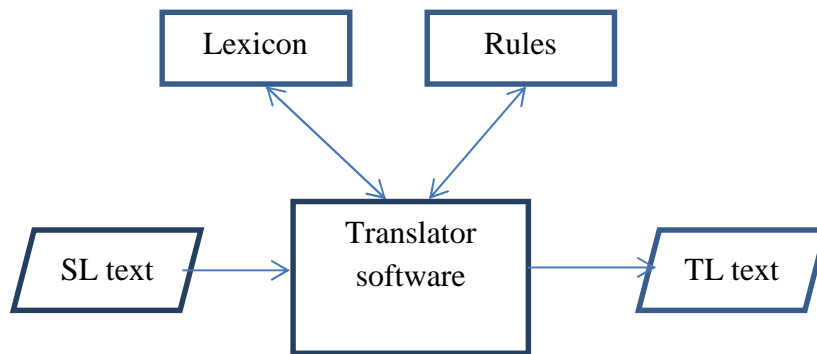 Lexicon
Rules
Translator
software
SL text
TL text